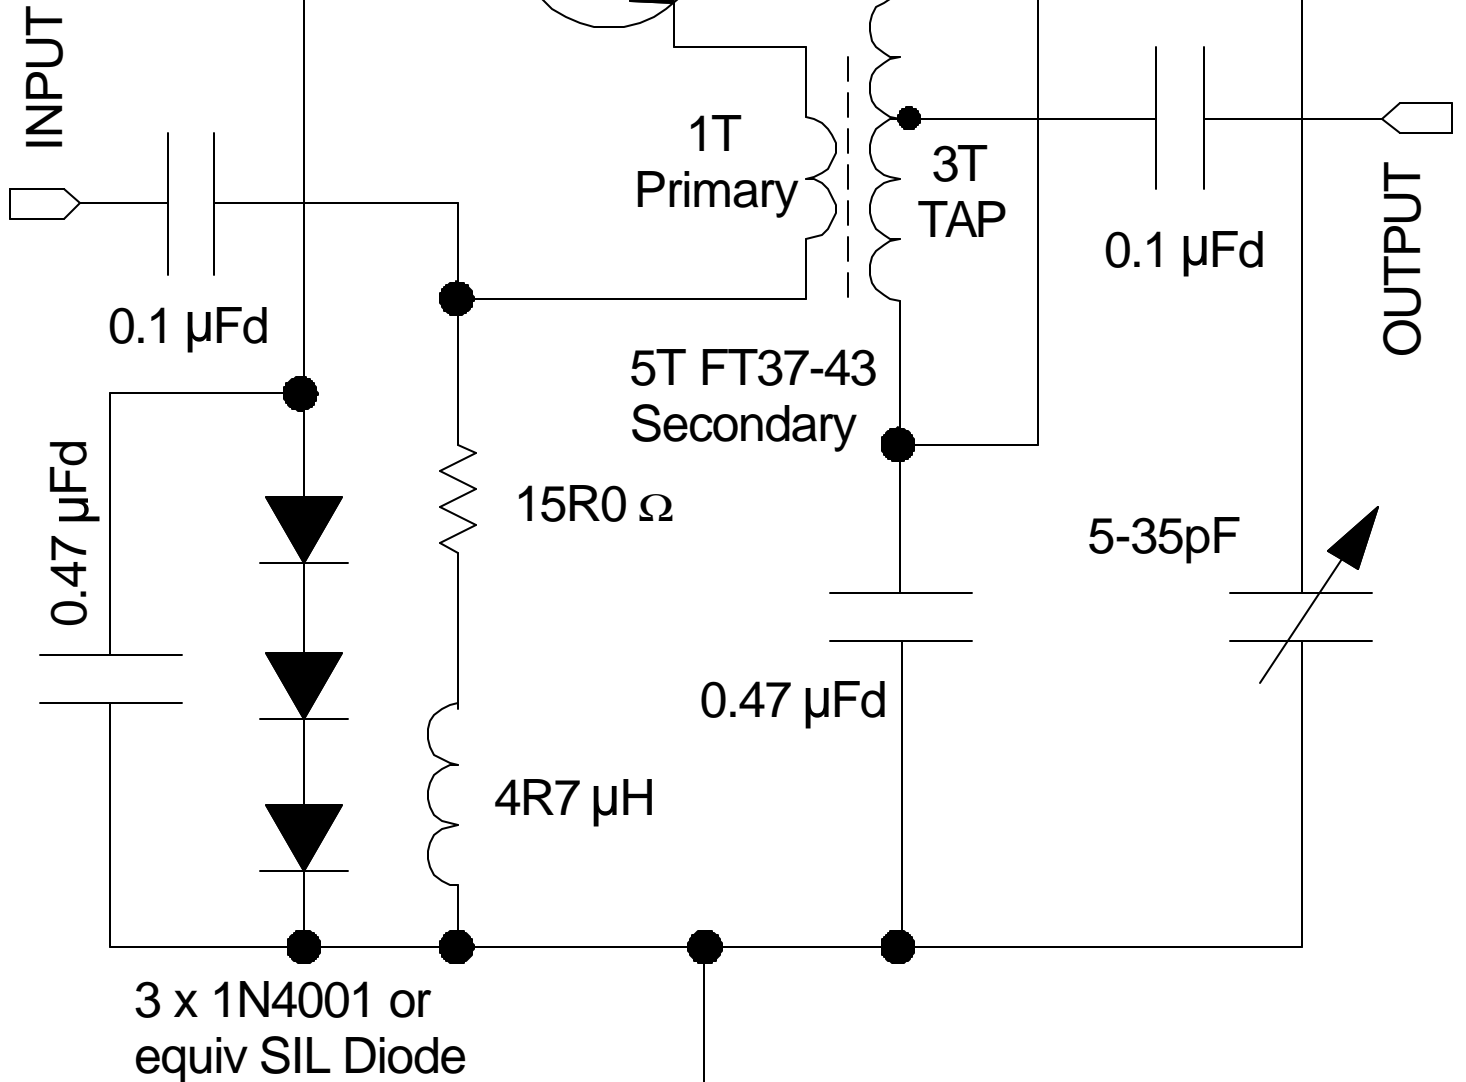 INPUT
1T
Primary
3T
TAP
0.1 µFd
OUTPUT
0.1 µFd
5T FT37-43
Secondary
0.47 µFd
15R0 Ω
5-35pF
0.47 µFd
4R7 µH
3 x 1N4001 or
equiv SIL Diode